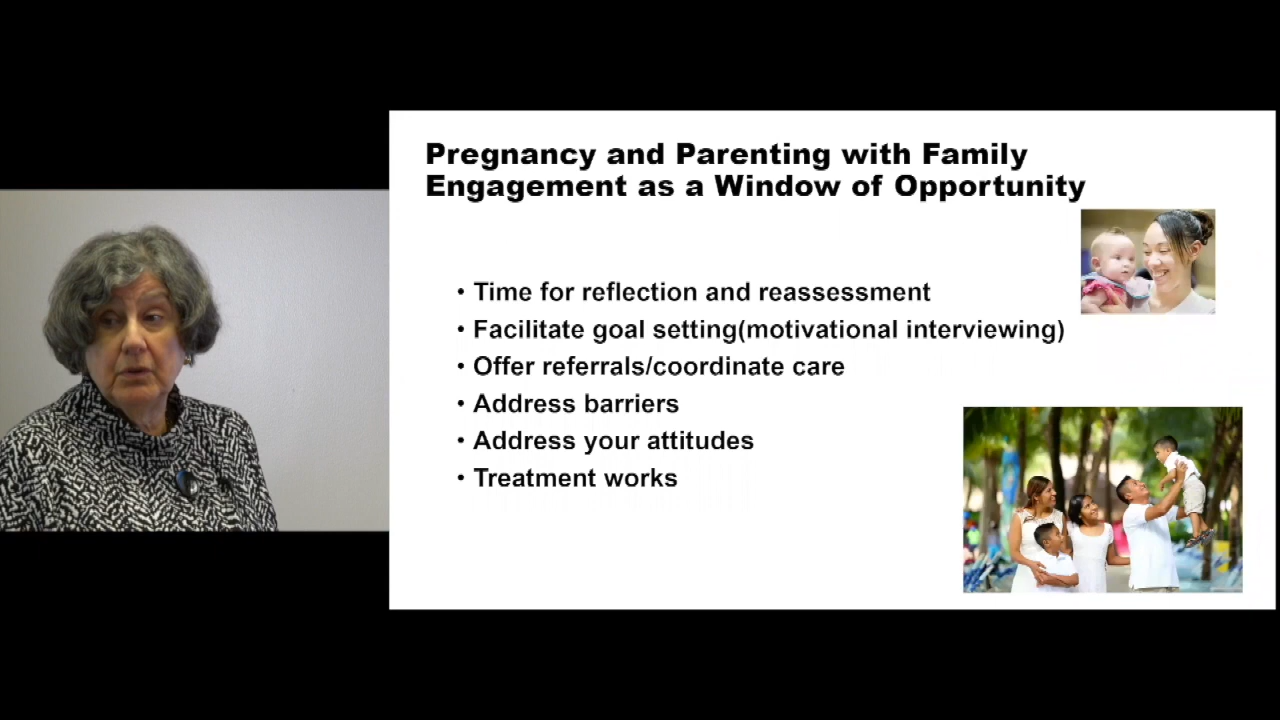 Pregnancy and Parenting with Family
Engagement as a Window of Opportunity
• Time for reflection and reassessment
• Facilitate goal setting(motivational interviewing)
• Offer referrals/coordinate care
• Address barriers
• Address your attitudes
• Treatment works